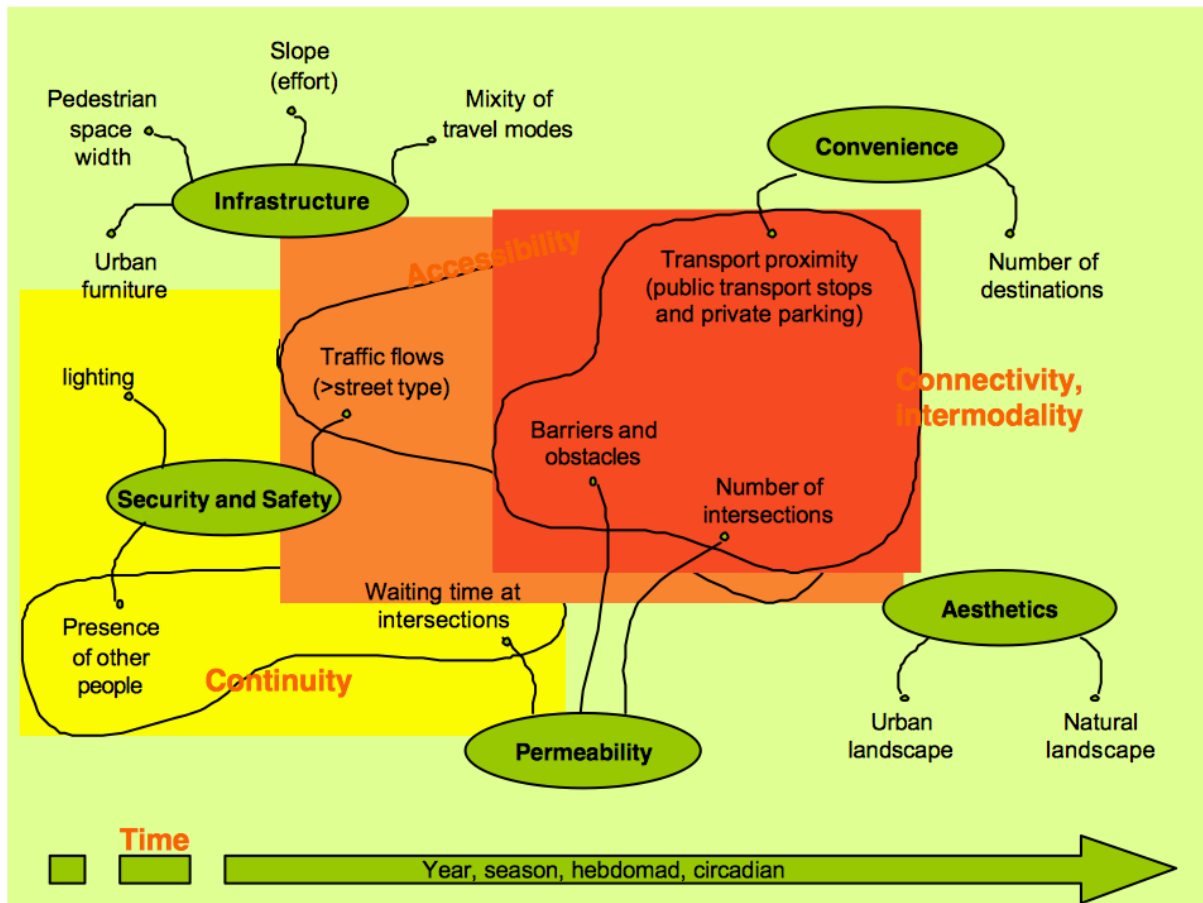 Slope
(effort)
Pedestrian
space
width
Mixity of
travel modes
Convenience
Infrastructure
Urban
furniture
Accessibility
Transport proximity
(public transport stops
and private parking)
Number of
destinations
lighting
Traffic flows
(>street type)
Connectivity,
intermodality
Barriers and
obstacles
Security and Safety
Number of
intersections
Waiting time at
intersections
Aesthetics
Presence
of other
people
Continuity
Permeability
Urban
landscape
Natural
landscape
Time
Year, season, hebdomad, circadian